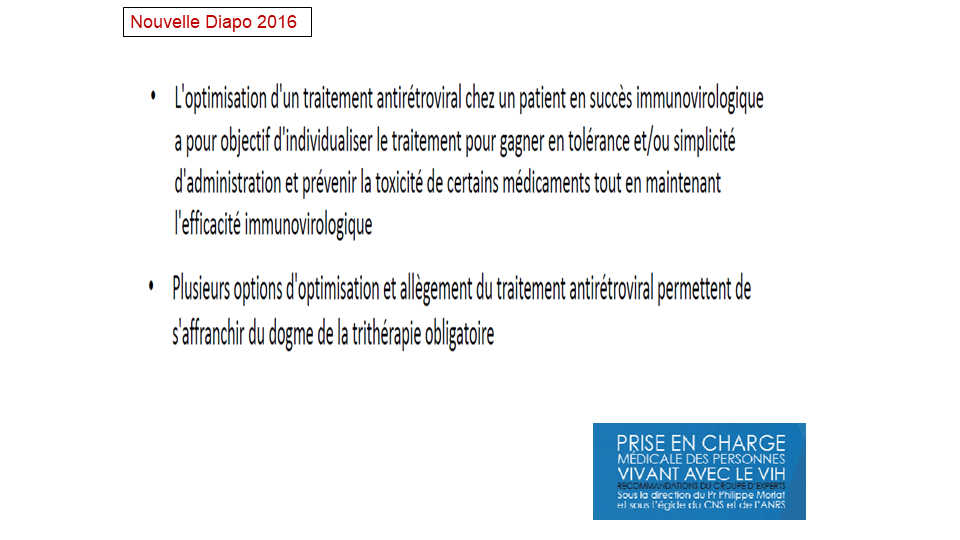 Nouvelle Diapo 2016
• L'optimisation d'un traitement antirétroviral chez un patient en succès immunovirologique
a pour objectif d'individualiser le traitement pour gagner en tolérance et/ou simplicité
d'administration et prévenir la toxicité de certains médicaments tout en maintenant
l'efficacité immunovirologique
• Plusieurs options d'optimisation et allègement du traitement antirétroviral permettent de
s'affranchir du dogme de la trithérapie obligatoire
PRISE EN CHARGE
MÉDICALE DES PERSONNES
VIVANT AVEC LE VIH
RECOMMANDATIONS DU GROUPE D'EXPERTS
Sous la direction du Pr Philippe Morlat
et sous l'égide du CNS et de l'ANRS